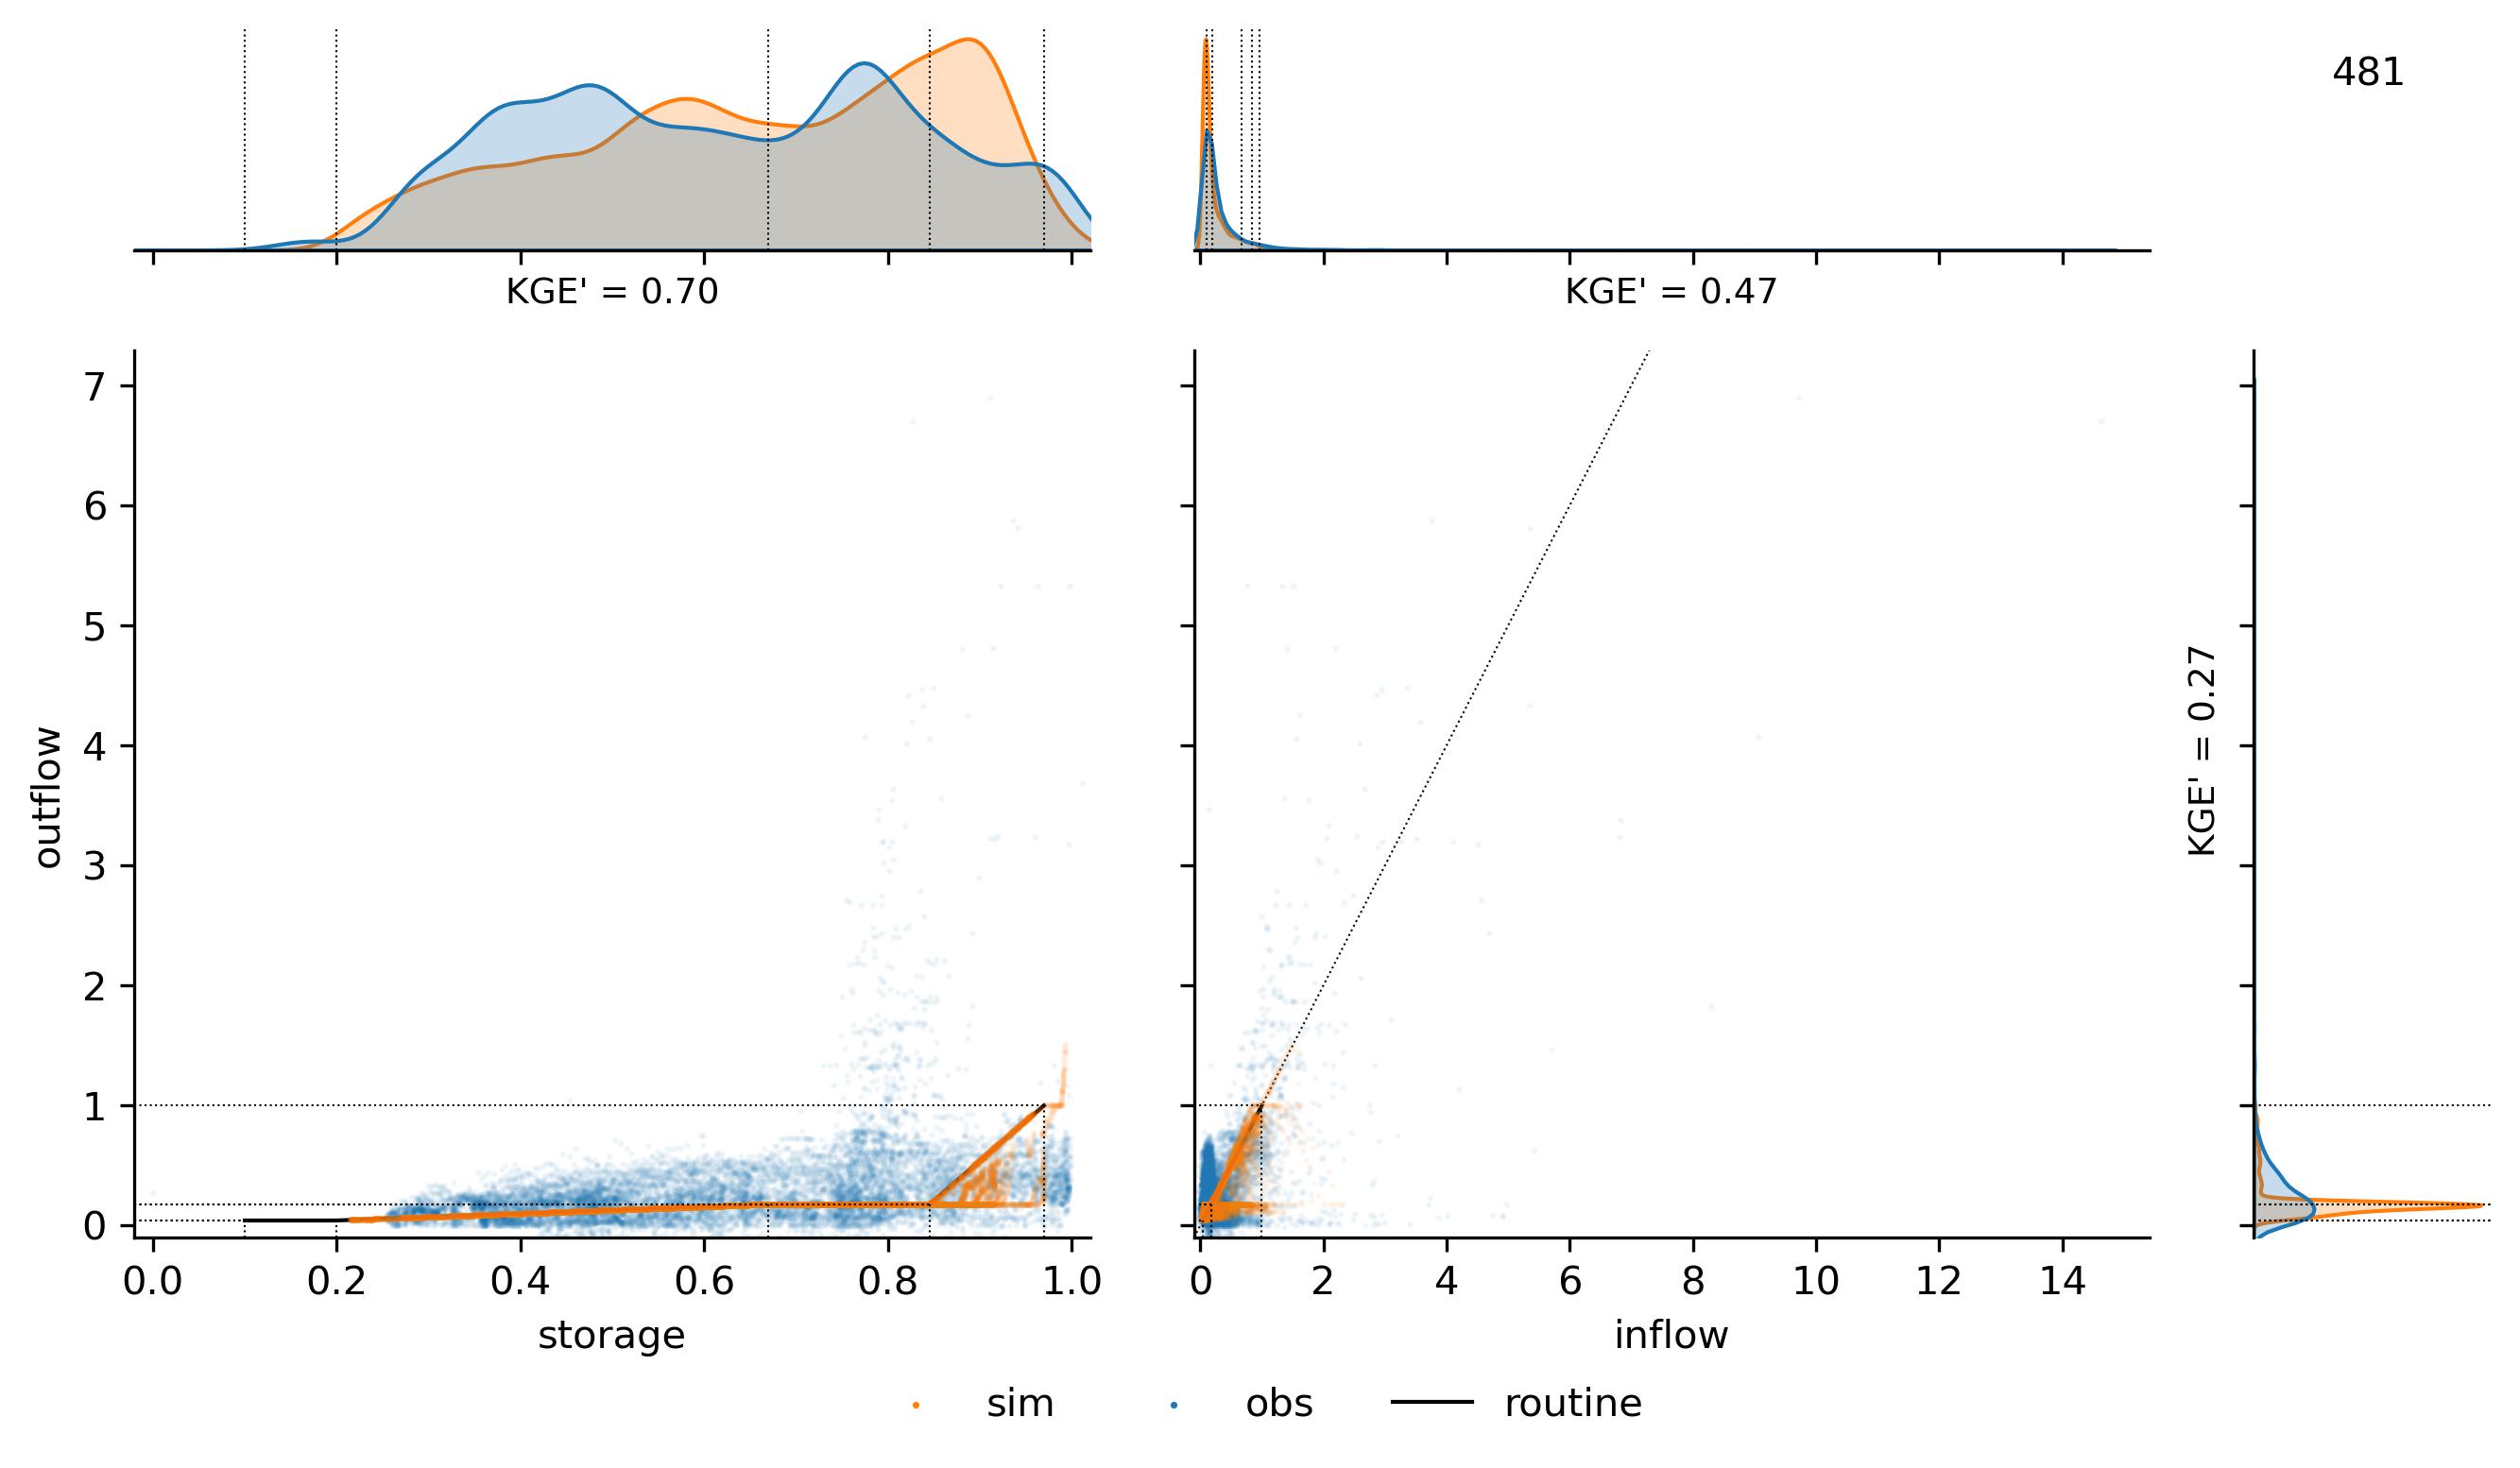 481
KGE' = 0.70
KGE' = 0.47
7
6
5
4
3
2
1
0
outflow
KGE' = 0.27
0.0 0.2 0.4 0.6 0.8 1.0
0 2 4 6 8 10 12 14
storage
inflow
sim obs routine